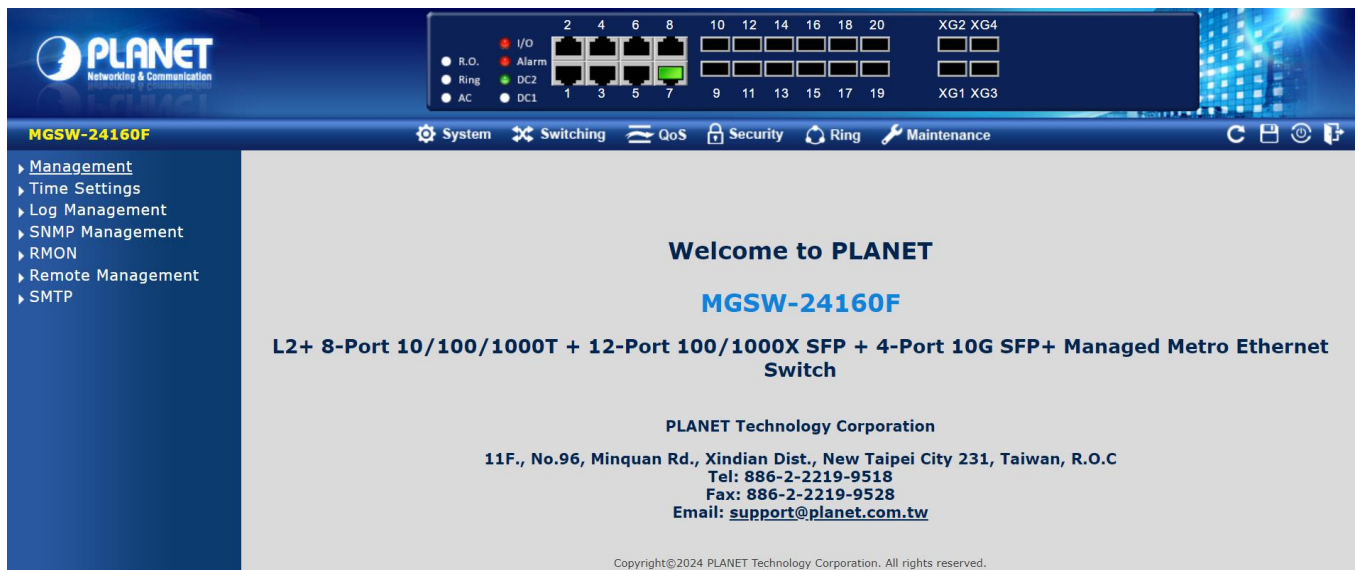 2 4 6 8 10 12 14 16 18 20 XG2 XG4
PLANET
Networking & Communication
I/O
R.O. Alarm
Ring DC2
AC DC1
1 3 5 7 9 11 13 15 17 19 XG1 XG3
MGSW-24160F
System Switching QoS Security Ring Maintenance
Management
Time Settings
Log Management
SNMP Management
RMON
Remote Management
SMTP
Welcome to PLANET
MGSW-24160F
L2+ 8-Port 10/100/1000T + 12-Port 100/1000X SFP + 4-Port 10G SFP+ Managed Metro Ethernet
Switch
PLANET Technology Corporation
11F., No.96, Minquan Rd., Xindian Dist., New Taipei City 231, Taiwan, R.O.C
Tel: 886-2-2219-9518
Fax: 886-2-2219-9528
Email: support@planet.com.tw
Copyright©2024 PLANET Technology Corporation. All rights reserved.